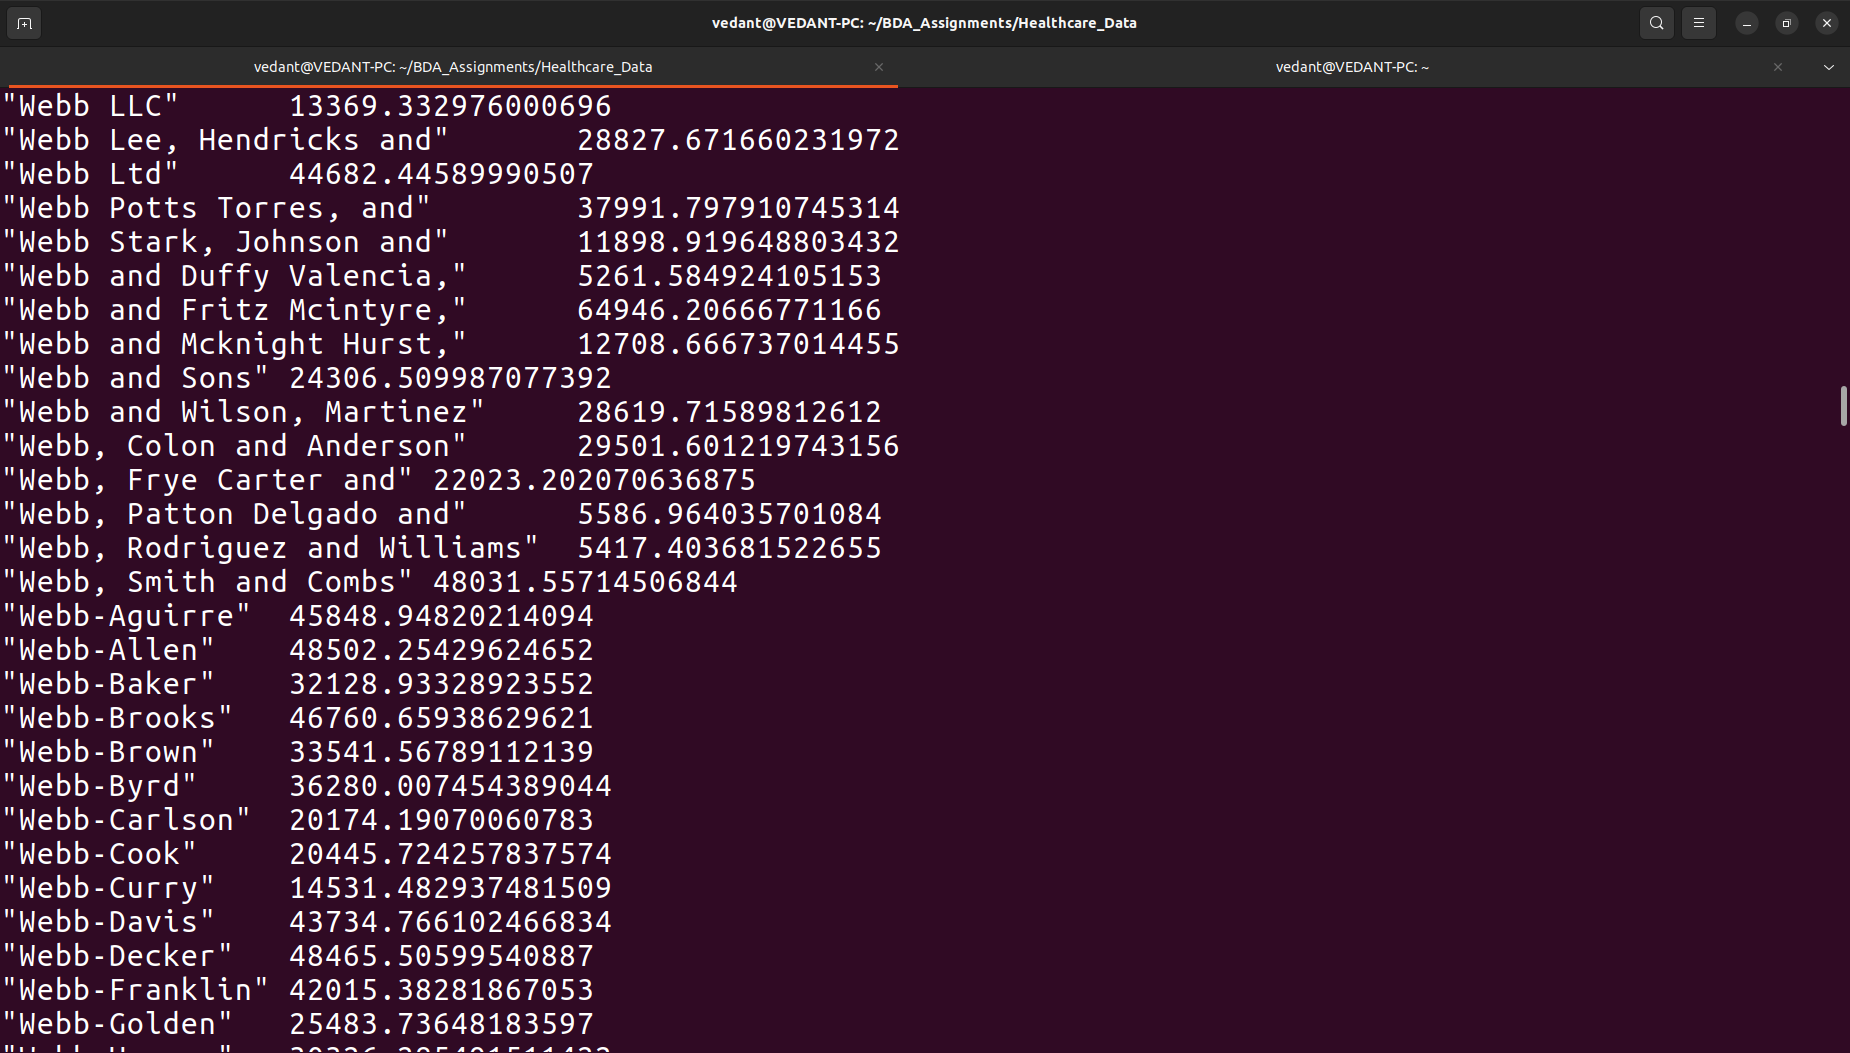 vedant@VEDANT-PC: ~/BDA_Assignments/Healthcare_Data
vedant@VEDANT-PC: ~/BDA_Assignments/Healthcare_Data
vedant@VEDANT-PC: ~
"Webb LLC" 13369.332976000696
"Webb Lee, Hendricks and" 28827.671660231972
"Webb Ltd" 44682.44589990507
"Webb Potts Torres, and" 37991.797910745314
"Webb Stark, Johnson and" 11898.919648803432
"Webb and Duffy Valencia," 5261.584924105153
"Webb and Fritz Mcintyre," 64946.20666771166
"Webb and Mcknight Hurst," 12708.666737014455
"Webb and Sons" 24306.509987077392
"Webb and Wilson, Martinez" 28619.71589812612
"Webb, Colon and Anderson" 29501.601219743156
"Webb, Frye Carter and" 22023.202070636875
"Webb, Patton Delgado and" 5586.964035701084
"Webb, Rodriguez and Williams" 5417.403681522655
"Webb, Smith and Combs" 48031.55714506844
"Webb-Aguirre" 45848.94820214094
"Webb-Allen" 48502.25429624652
"Webb-Baker" 32128.93328923552
"Webb-Brooks" 46760.65938629621
"Webb-Brown" 33541.56789112139
"Webb-Byrd" 36280.007454389044
"Webb-Carlson" 20174.19070060783
"Webb-Cook" 20445.724257837574
"Webb-Curry" 14531.482937481509
"Webb-Davis" 43734.766102466834
"Webb-Decker" 48465.50599540887
"Webb-Franklin" 42015.38281867053
"Webb-Golden" 25483.73648183597